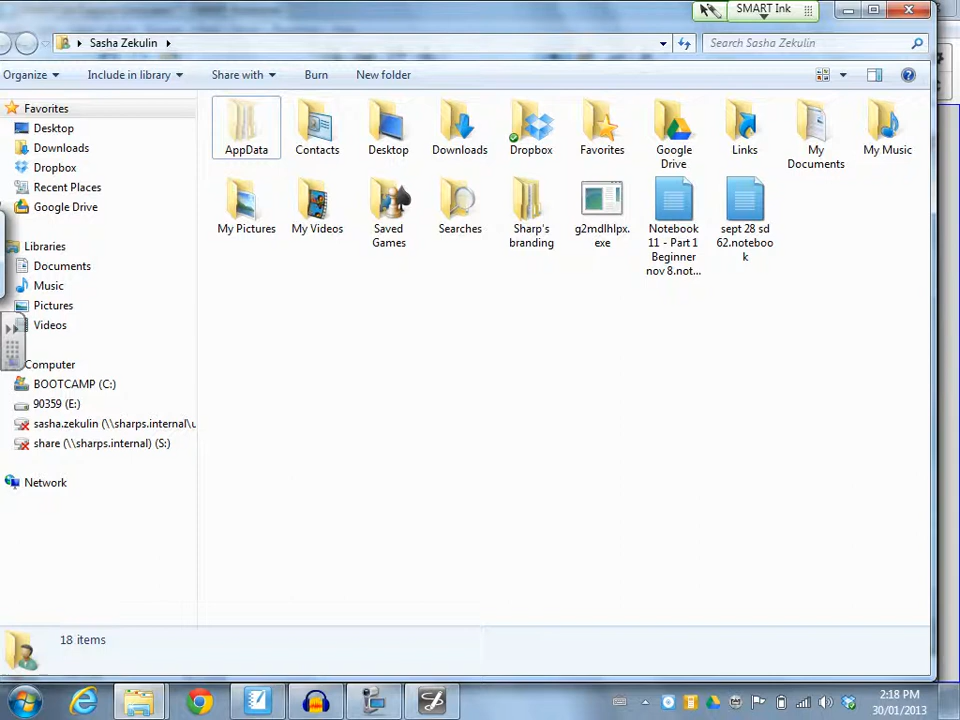 SMART Ink
Sasha Zekulin
Search Sasha Zekulin
Organize Include in library Share with Burn New folder
Favorites
Desktop
Downloads
Dropbox
Recent Places
Google Drive
Libraries
Documents
Music
Pictures
Videos
Computer
BOOTCAMP (C:)
90359 (E:)
sasha.zekulin (\\sharps.internal\u
share (\\sharps.internal) (S:)
Network
AppData
Contacts
Desktop
Downloads
Dropbox
Favorites
Google
Drive
Links
My
Documents
My Music
My Pictures
My Videos
Saved
Games
Searches
Sharp's
branding
g2mdlhlpx.
exe
Notebook
11 - Part 1
Beginner
nov 8.not...
sept 28 sd
62.noteboo
k
18 items
2:18 PM
30/01/2013